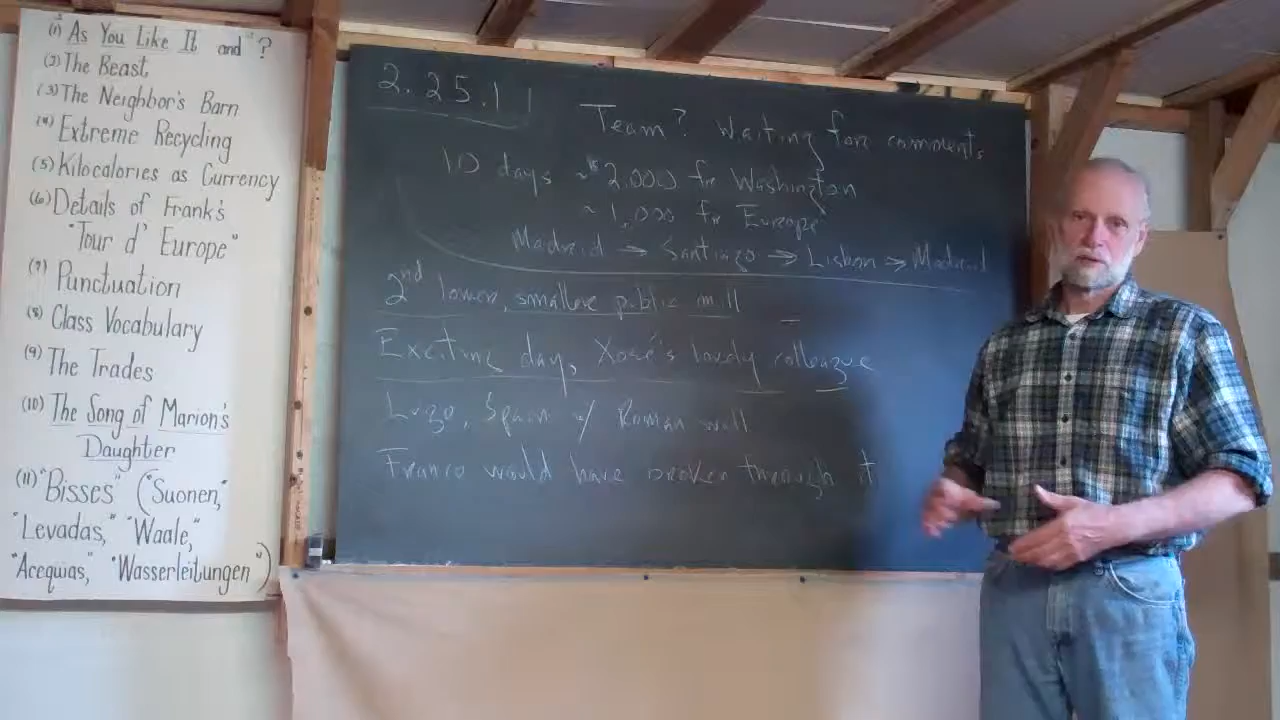 (1) As You Like It and ?
(2) The Beast
(3) The Neighbor's Barn
(4) Extreme Recycling
(5) Kilocalories as Currency
(6) Details of Frank's
"Tour d' Europe"
(7) Punctuation
(8) Class Vocabulary
(9) The Trades
(10) The Song of Marion's
Daughter
(11) "Bisses" ("Suonen,"
"Levadas," "Waale,"
"Acequias," "Wasserleitungen")
2.25.11
Team? Waiting for comments
10 days ~$2,000 for Washington
~ 1,000 for Europe
Madrid → Santiago → Lisbon → Madrid
2nd lower, smaller public mill
Exciting day, Xosé's lovely colleague
Lugo, Spain w/ Roman wall
Franco would have broken through it